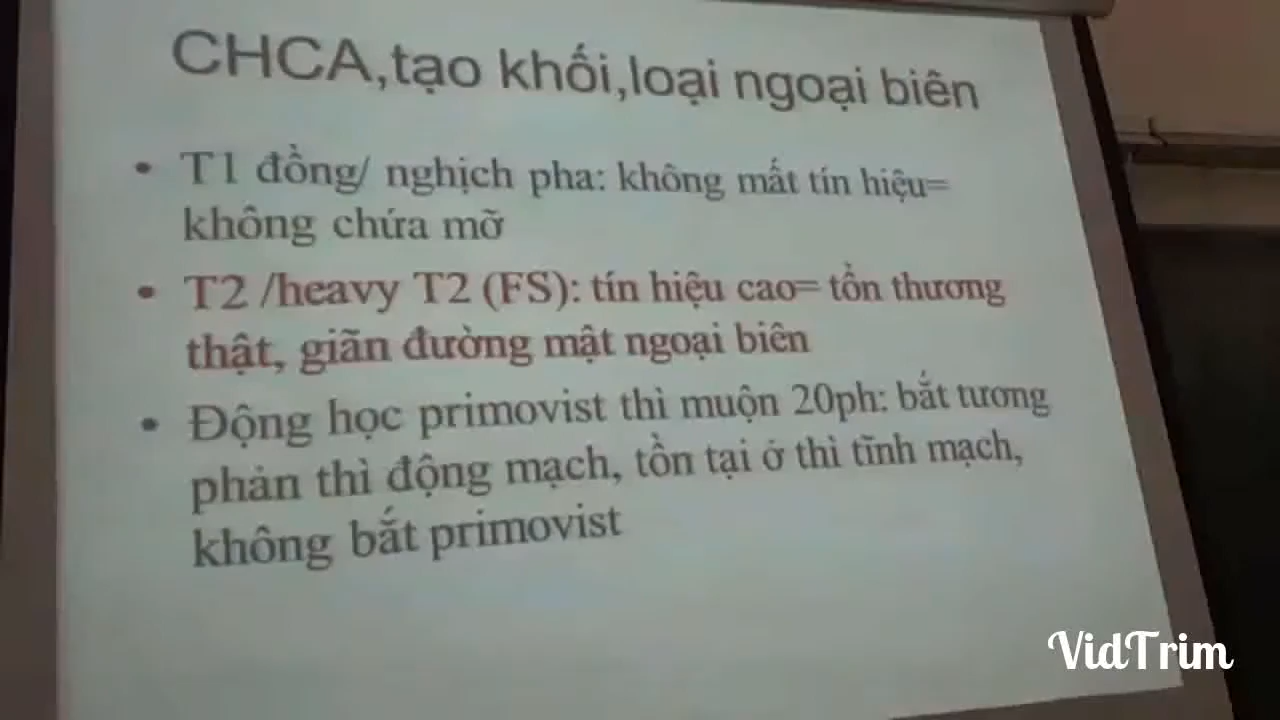 CHCA,tạo khối,loại ngoại biên
• T1 đồng/ nghịch pha: không mất tín hiệu=
không chứa mỡ
• T2 /heavy T2 (FS): tín hiệu cao= tổn thương
thật, giãn đường mật ngoại biên
• Động học primovist thì muộn 20ph: bắt tương
phản thì động mạch, tồn tại ở thì tĩnh mạch,
không bắt primovist
VidTrim